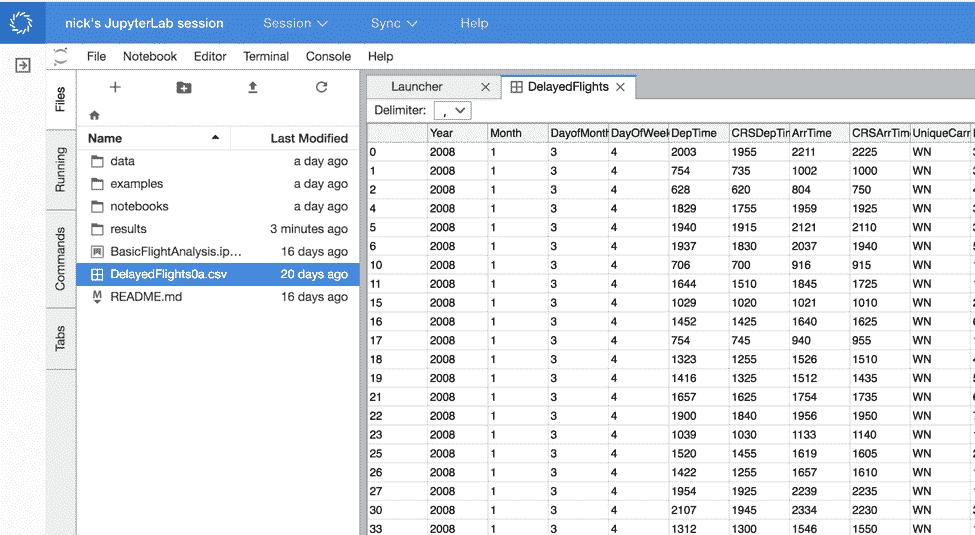 nick's JupyterLab session Session Sync Help
File Notebook Editor Terminal Console Help
Files
Running
Commands
Tabs
Name Last Modified
data a day ago
examples a day ago
notebooks a day ago
results 3 minutes ago
BasicFlightAnalysis.ip... 16 days ago
DelayedFlights0a.csv 20 days ago
README.md 16 days ago
Launcher DelayedFlights
Delimiter: ,
Year Month DayofMonth DayOfWeek DepTime CRSDepTim ArrTime CRSArrTim UniqueCarr
0 2008 1 3 4 2003 1955 2211 2225 WN
1 2008 1 3 4 754 735 1002 1000 WN
2 2008 1 3 4 628 620 804 750 WN
4 2008 1 3 4 1829 1755 1959 1925 WN
5 2008 1 3 4 1940 1915 2121 2110 WN
6 2008 1 3 4 1937 1830 2037 1940 WN
10 2008 1 3 4 706 700 916 915 WN
11 2008 1 3 4 1644 1510 1845 1725 WN
15 2008 1 3 4 1029 1020 1021 1010 WN
16 2008 1 3 4 1452 1425 1640 1625 WN
17 2008 1 3 4 754 745 940 955 WN
18 2008 1 3 4 1323 1255 1526 1510 WN
19 2008 1 3 4 1416 1325 1512 1435 WN
21 2008 1 3 4 1657 1625 1754 1735 WN
22 2008 1 3 4 1900 1840 1956 1950 WN
23 2008 1 3 4 1039 1030 1133 1140 WN
25 2008 1 3 4 1520 1455 1619 1605 WN
26 2008 1 3 4 1422 1255 1657 1610 WN
27 2008 1 3 4 1954 1925 2239 2235 WN
30 2008 1 3 4 2107 1945 2334 2230 WN
33 2008 1 3 4 1312 1300 1546 1550 WN